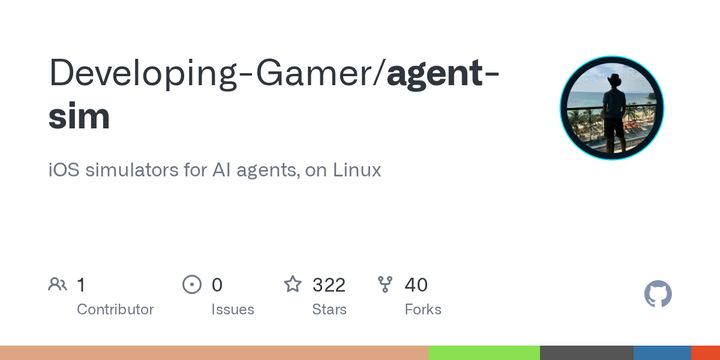 Developing-Gamer/agent-
sim
iOS simulators for AI agents, on Linux
1 0 322 40
Contributor Issues Stars Forks